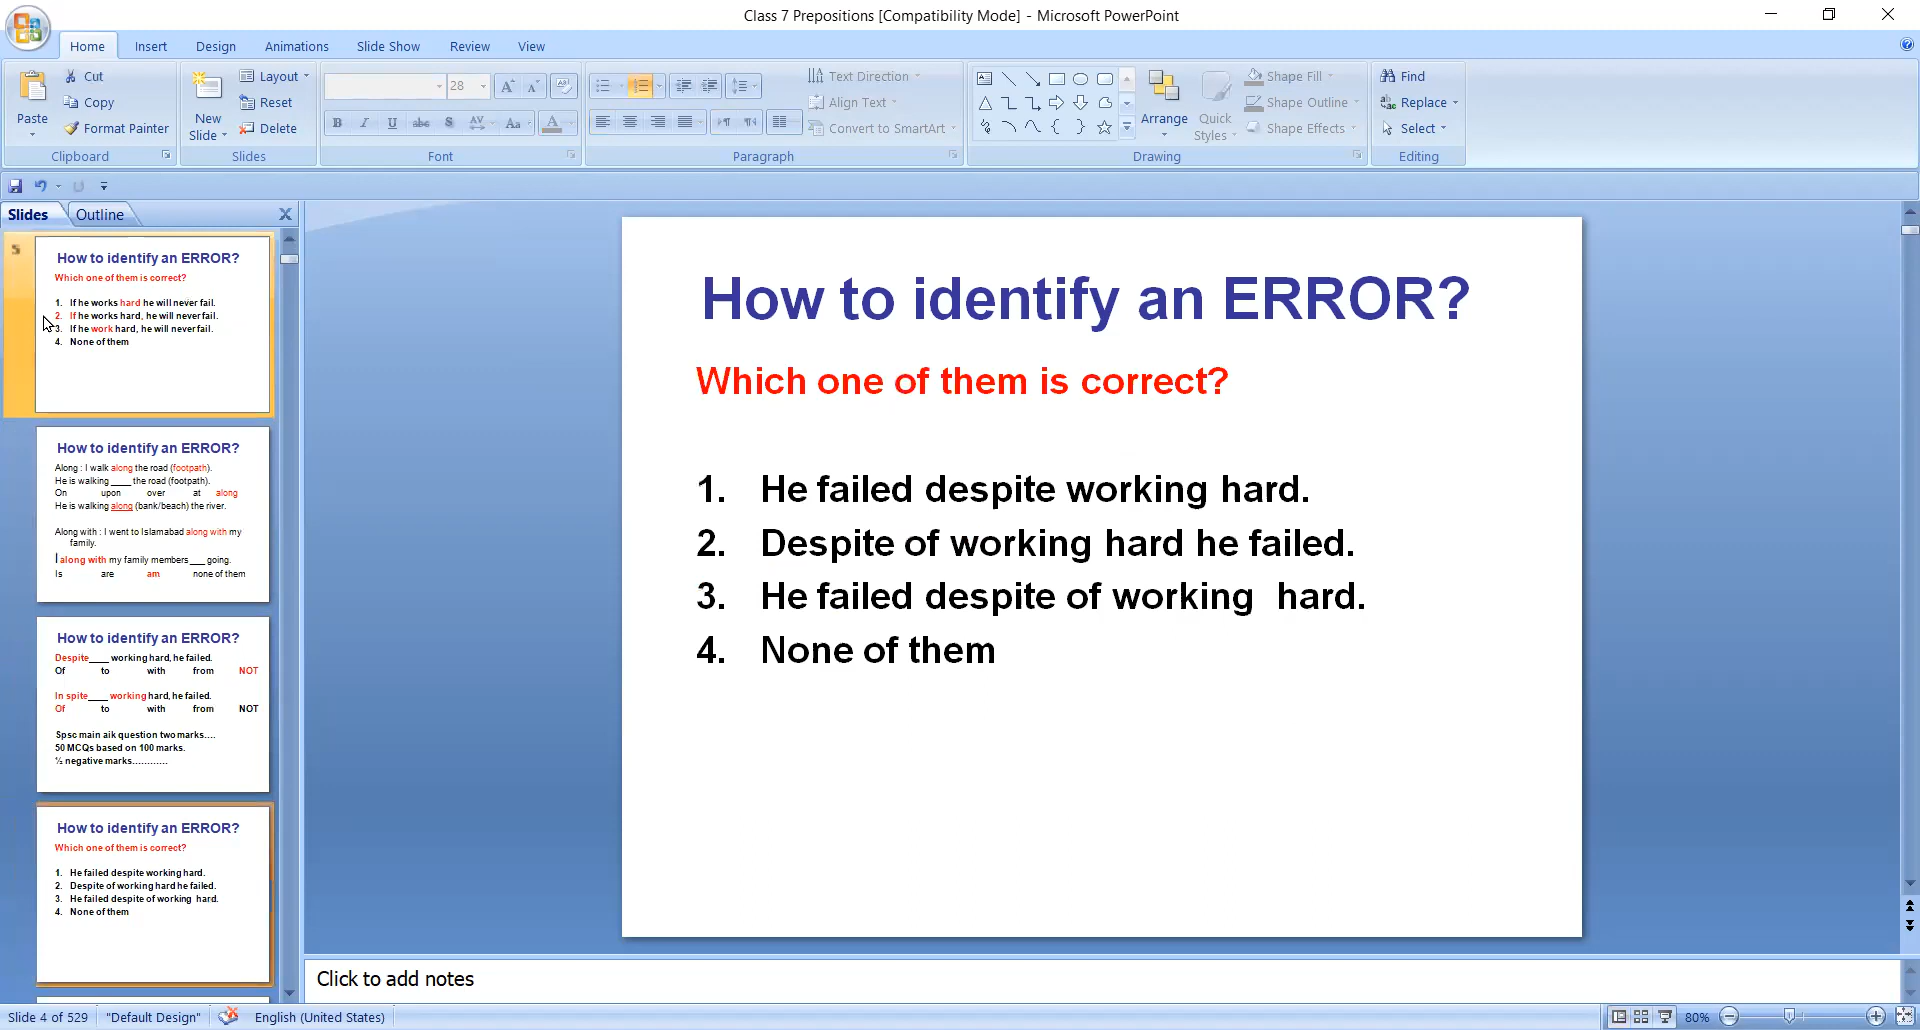 Class 7 Prepositions [Compatibility Mode] - Microsoft PowerPoint
Home Insert Design Animations Slide Show Review View
Paste
Cut
Copy
Format Painter
Clipboard
New Slide
Layout
Reset
Delete
Slides
28
B I U abc S AV Aa A
Font
Text Direction
Align Text
Convert to SmartArt
Paragraph
Arrange
Quick Styles
Shape Fill
Shape Outline
Shape Effects
Drawing
Find
Replace
Select
Editing
Slides Outline X
5
How to identify an ERROR?
Which one of them is correct?
1. If he works hard he will never fail.
2. If he works hard, he will never fail.
3. If he work hard, he will never fail.
4. None of them
How to identify an ERROR?
Along : I walk along the road (footpath).
He is walking ____ the road (footpath).
On upon over at along
He is walking along (bank/beach) the river.
Along with : I went to Islamabad along with my
family.
I along with my family members ___ going.
Is are am none of them
How to identify an ERROR?
Despite____ working hard, he failed.
Of to with from NOT
In spite____ working hard, he failed.
Of to with from NOT
Spsc main aik question two marks....
50 MCQs based on 100 marks.
½ negative marks............
How to identify an ERROR?
Which one of them is correct?
1. He failed despite working hard.
2. Despite of working hard he failed.
3. He failed despite of working hard.
4. None of them
How to identify an ERROR?
Which one of them is correct?
1. He failed despite working hard.
2. Despite of working hard he failed.
3. He failed despite of working hard.
4. None of them
Click to add notes
Slide 4 of 529 "Default Design" English (United States) 80%